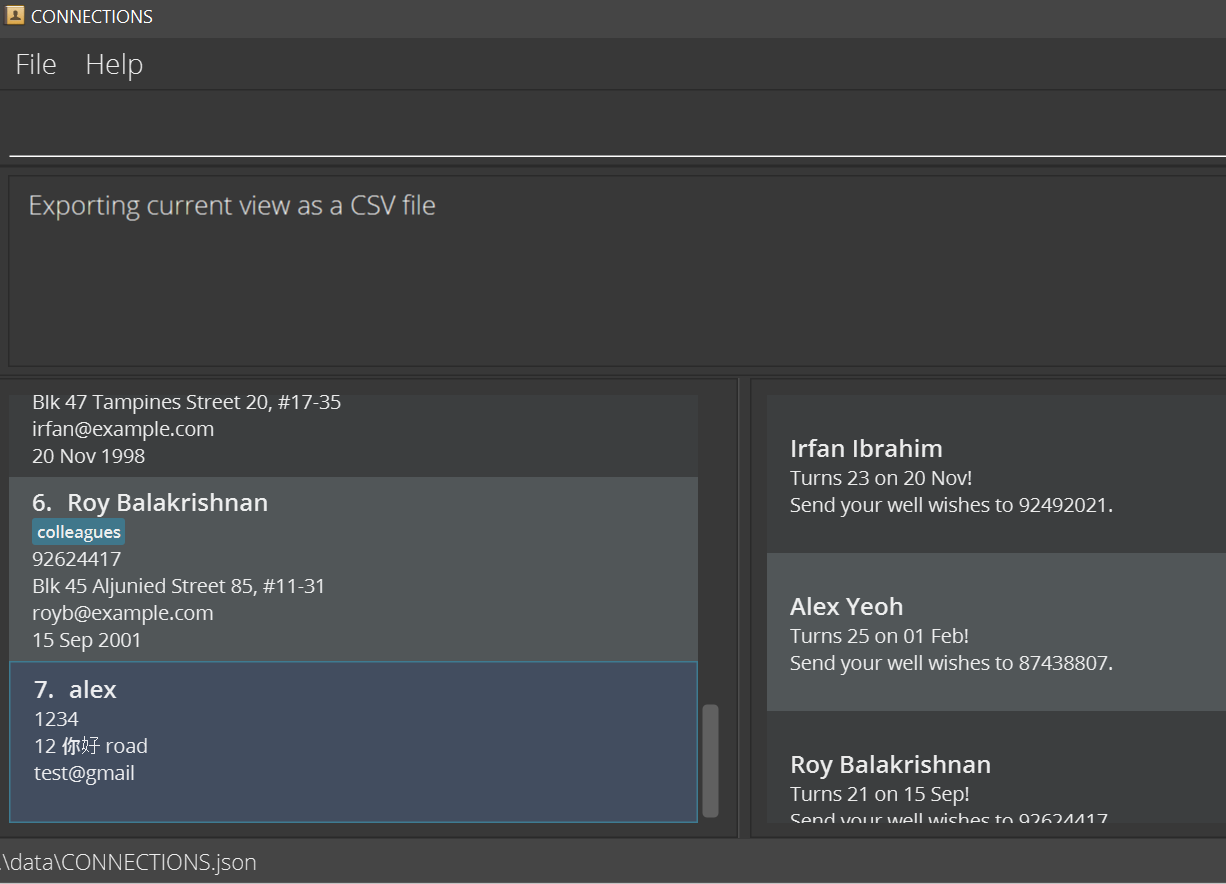 CONNECTIONS
File Help
Exporting current view as a CSV file
Blk 47 Tampines Street 20, #17-35
irfan@example.com
20 Nov 1998
6. Roy Balakrishnan
colleagues
92624417
Blk 45 Aljunied Street 85, #11-31
royb@example.com
15 Sep 2001
7. alex
1234
12 你好 road
test@gmail
Irfan Ibrahim
Turns 23 on 20 Nov!
Send your well wishes to 92492021.
Alex Yeoh
Turns 25 on 01 Feb!
Send your well wishes to 87438807.
Roy Balakrishnan
Turns 21 on 15 Sep!
Send your well wishes to 92624417.
.\data\CONNECTIONS.json